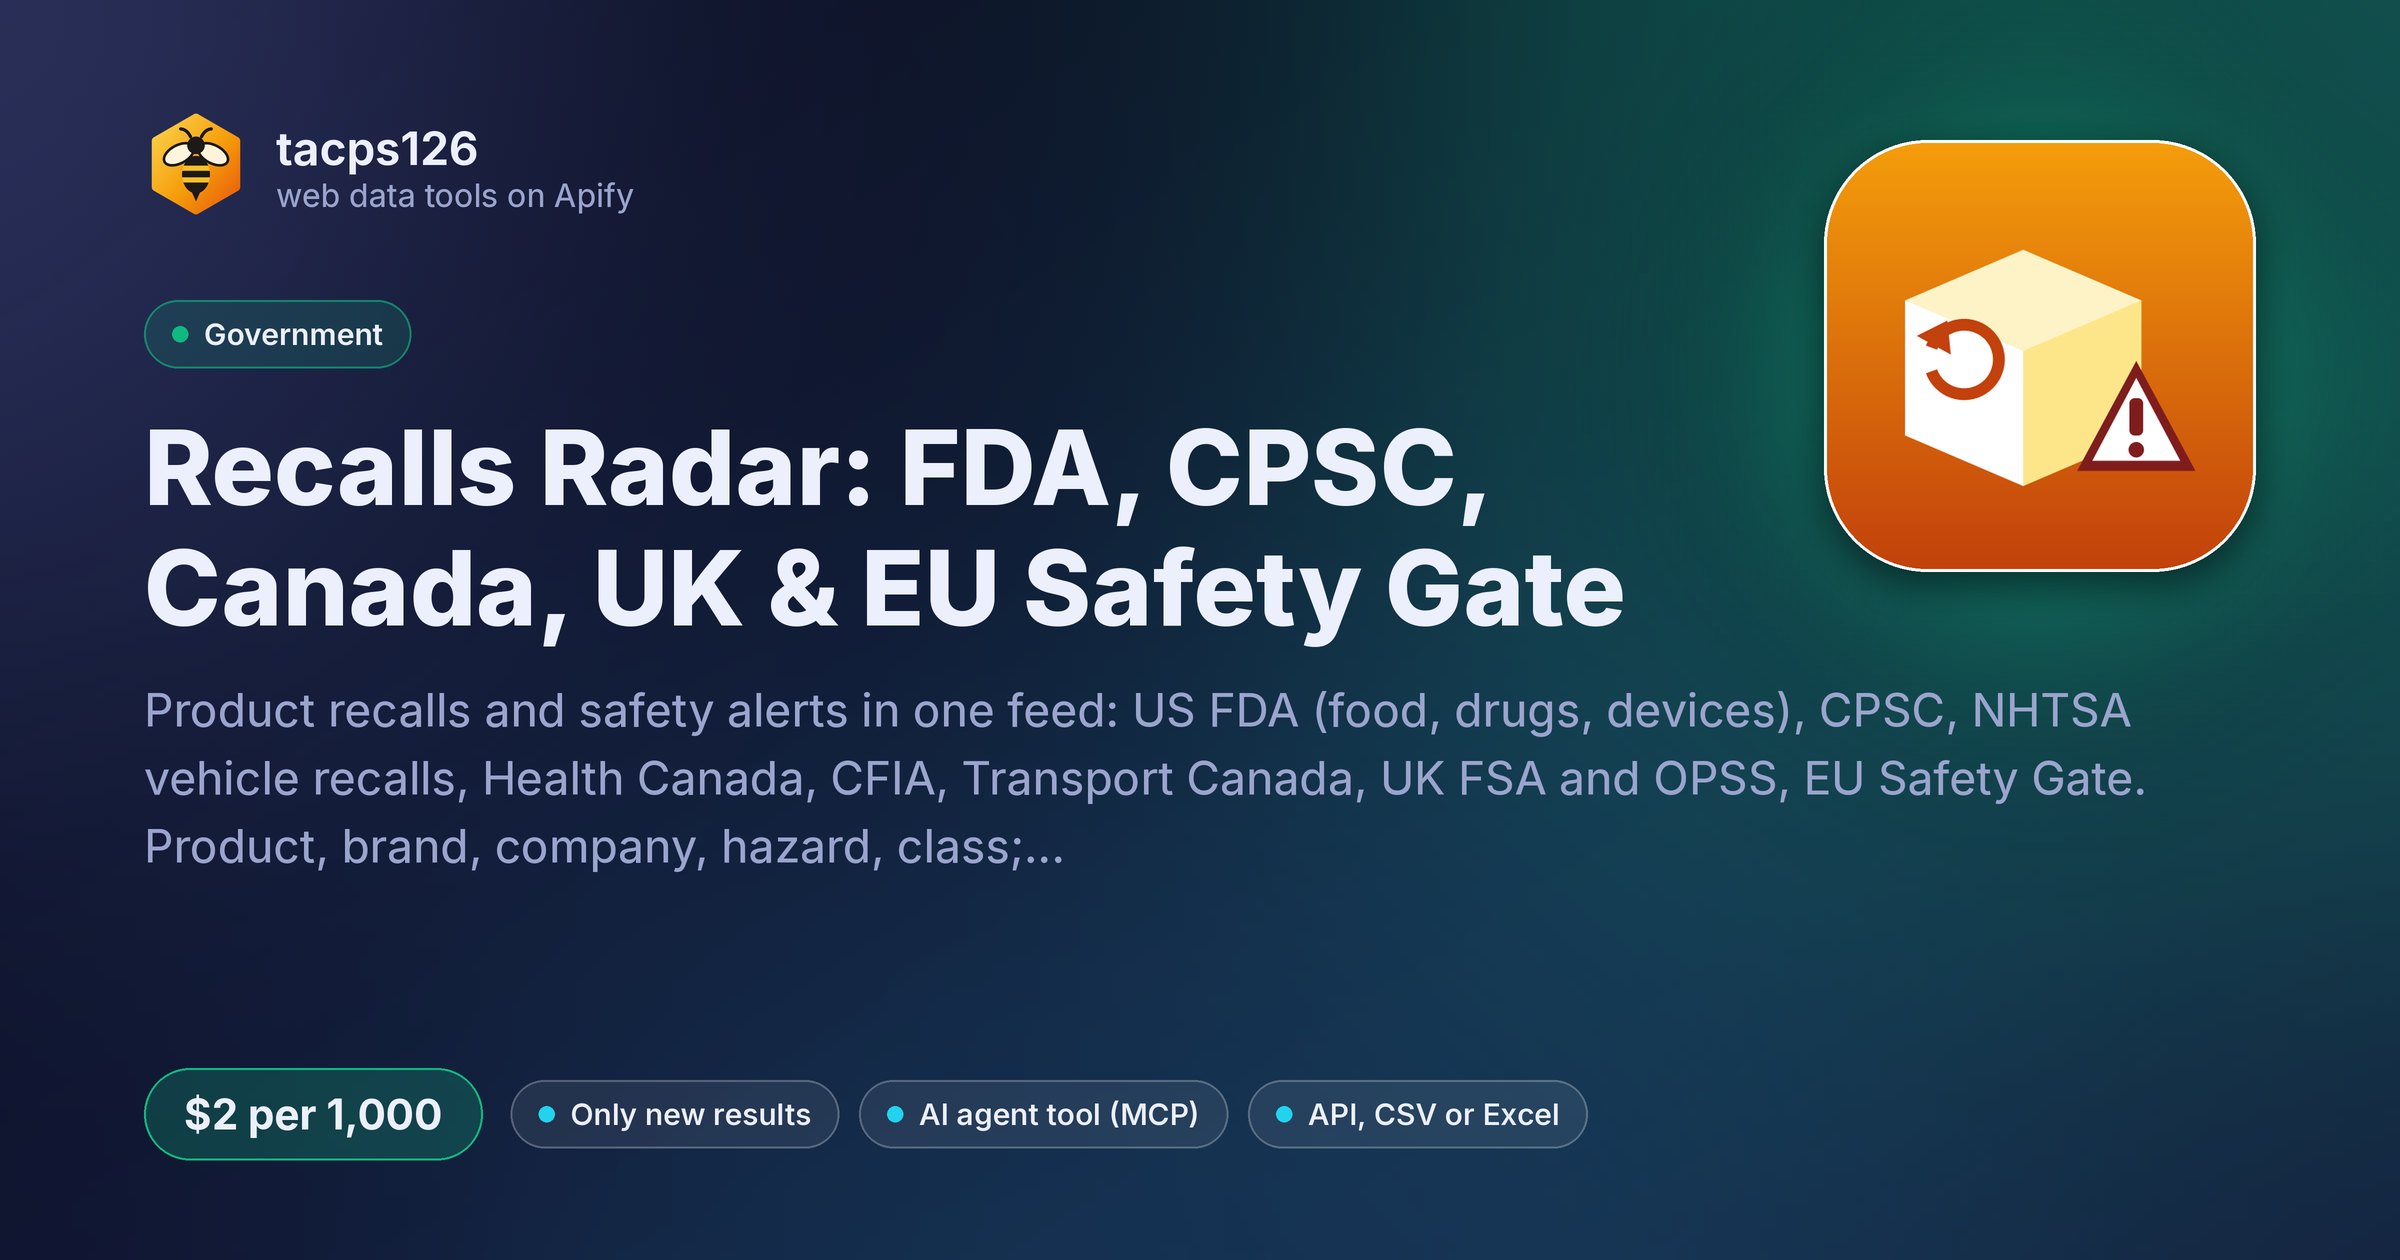 tacps126
web data tools on Apify
Government
Recalls Radar: FDA, CPSC,
Canada, UK & EU Safety Gate
Product recalls and safety alerts in one feed: US FDA (food, drugs, devices), CPSC, NHTSA
vehicle recalls, Health Canada, CFIA, Transport Canada, UK FSA and OPSS, EU Safety Gate.
Product, brand, company, hazard, class;...
$2 per 1,000
Only new results
AI agent tool (MCP)
API, CSV or Excel